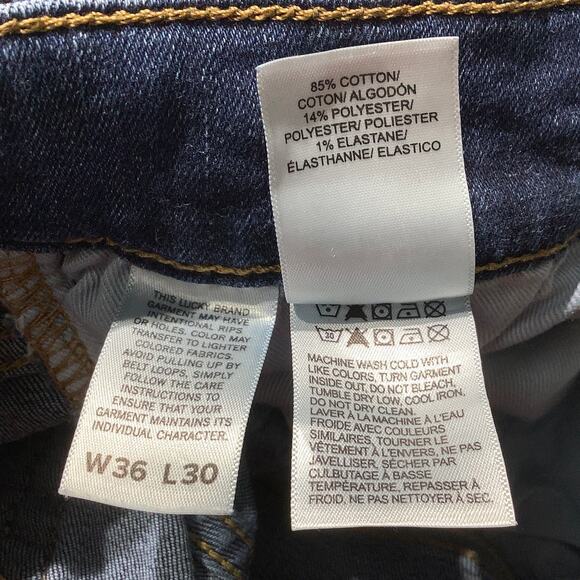 85% COTTON/
COTON/ ALGODÓN
14% POLYESTER/
POLYESTER/ POLIESTER
1% ELASTANE/
ÉLASTHANNE/ ELASTICO
THIS LUCKY BRAND
GARMENT MAY HAVE
INTENTIONAL RIPS
OR HOLES. COLOR MAY
TRANSFER TO LIGHTER
COLORED FABRICS.
AVOID PULLING UP BY
BELT LOOPS, SIMPLY
FOLLOW THE CARE
INSTRUCTIONS TO
ENSURE THAT YOUR
GARMENT MAINTAINS ITS
INDIVIDUAL CHARACTER.
W36 L30
30
MACHINE WASH COLD WITH
LIKE COLORS, TURN GARMENT
INSIDE OUT, DO NOT BLEACH,
TUMBLE DRY LOW, COOL IRON,
DO NOT DRY CLEAN.
LAVER À LA MACHINE À L'EAU
FROIDE AVEC COULEURS
SIMILAIRES, TOURNER LE
VÊTEMENT À L'ENVERS, NE PAS
JAVELLISER, SÉCHER PAR
CULBUTAGE À BASSE
TEMPÉRATURE, REPASSER À
FROID, NE PAS NETTOYER À SEC.